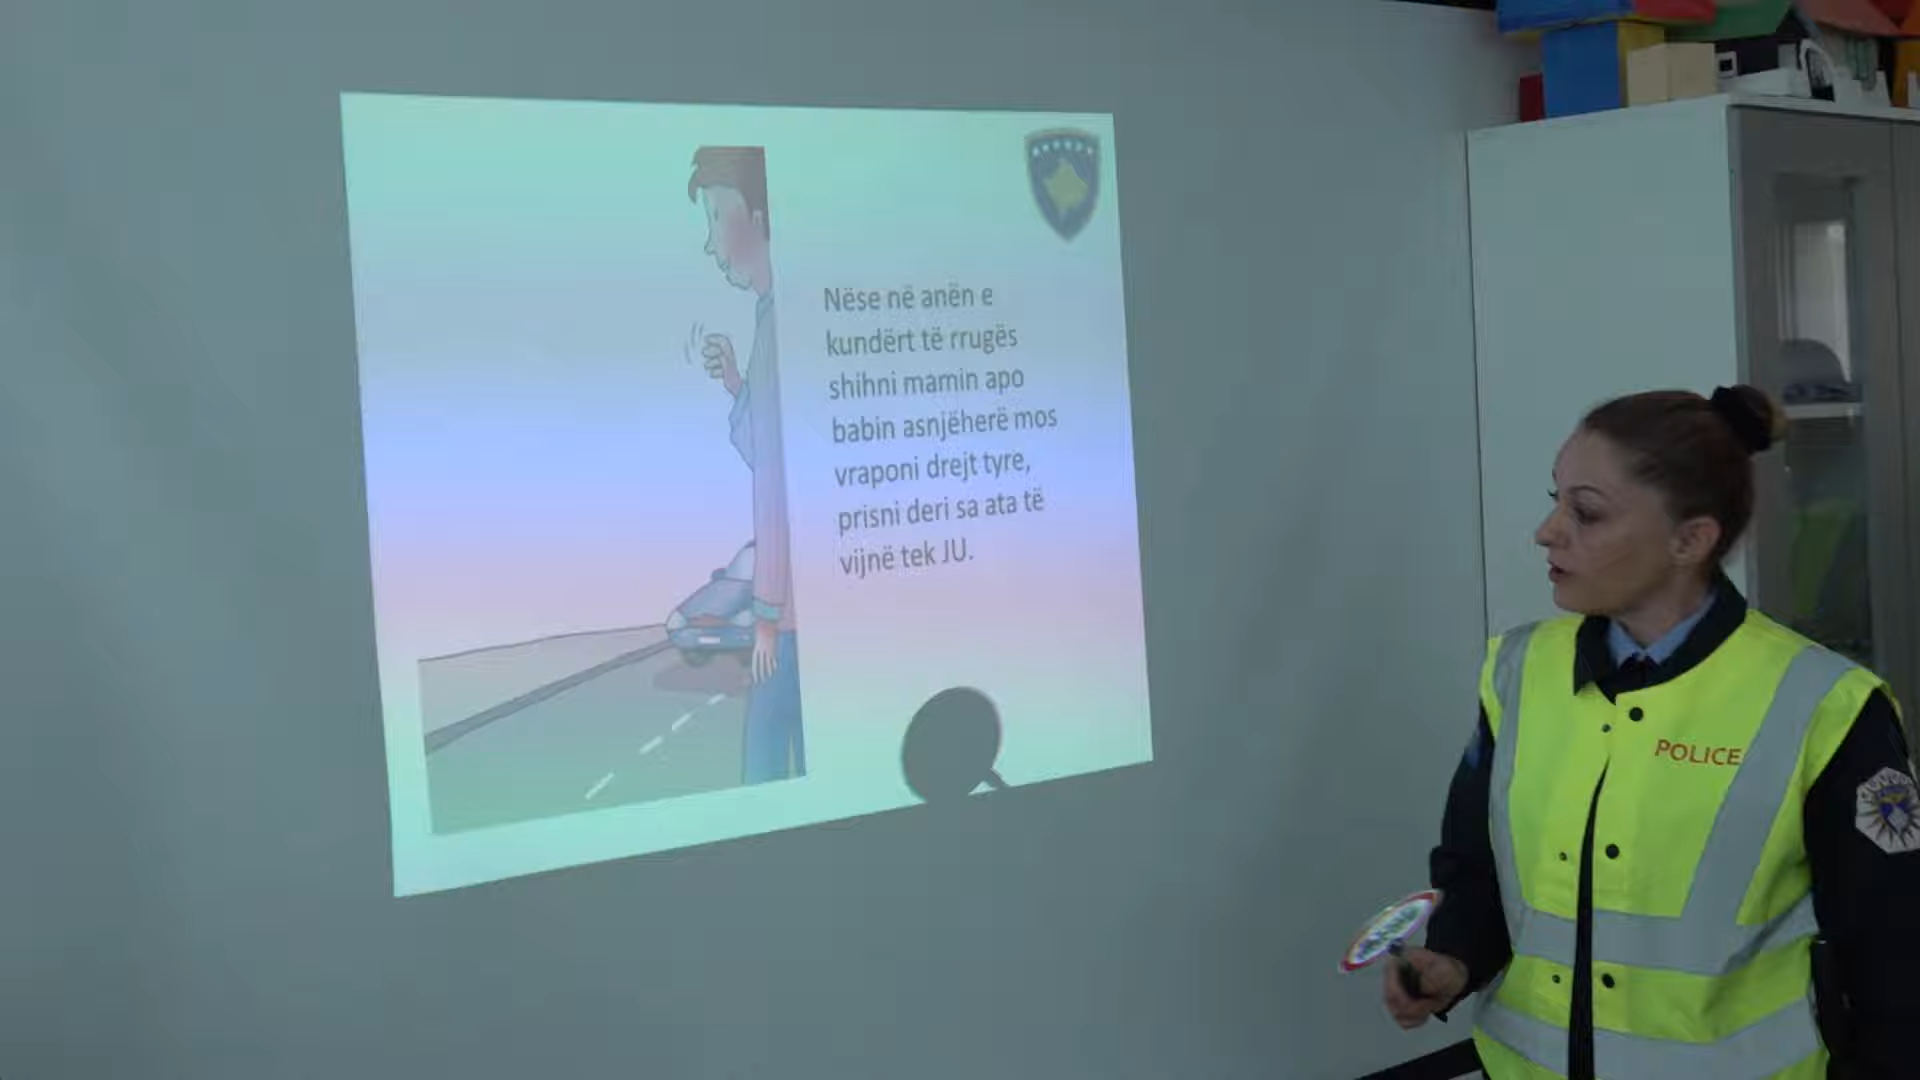 Nëse në anën e
kundërt të rrugës
shihni mamin apo
babin asnjëherë mos
vraponi drejt tyre,
prisni deri sa ata të
vijnë tek JU.
POLICE